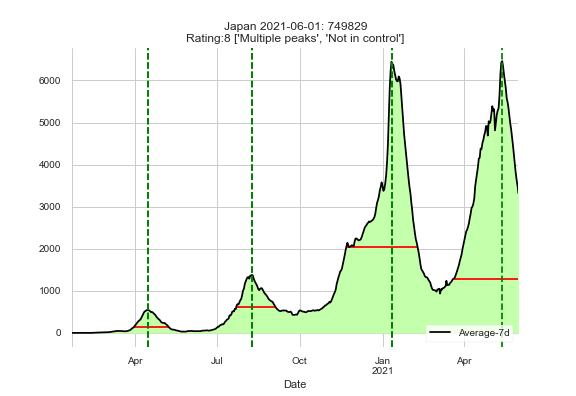 Japan 2021-06-01: 749829
Rating:8 ['Multiple peaks', 'Not in control']
6000
5000
4000
3000
2000
1000
0
Average-7d
Apr Jul Oct Jan Apr
2021
Date